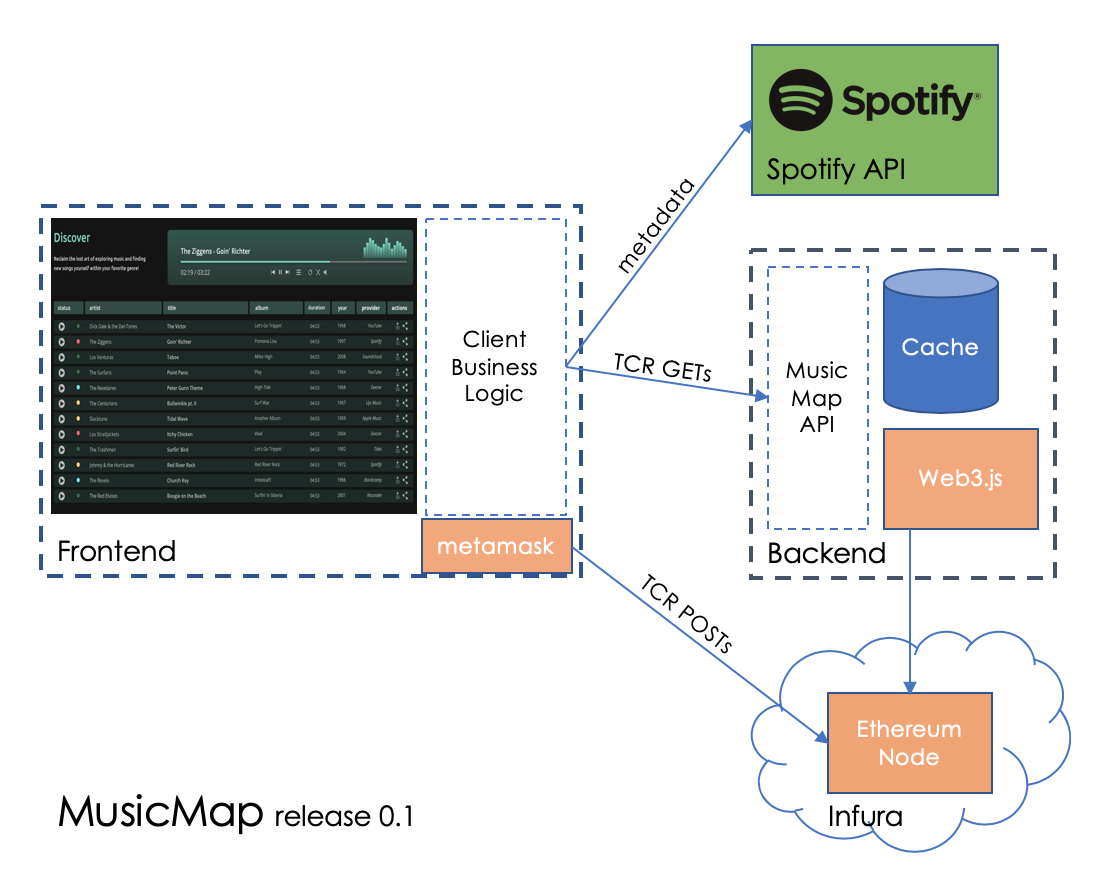 Spotify®
Spotify API
metadata
Discover
Reclaim the lost art of exploring music and finding
new songs yourself within your favorite genre!
The Ziggens - Goin' Richter
02:19 / 03:22
status artist title album duration year provider actions
Dick Dale & the Del-Tones The Victor Let's Go Trippin' 04:53 1958 YouTube
The Ziggens Goin' Richter Pomona Lisa 04:53 1997 Spotify
Los Venturas Taboo Miles High 04:53 2008 Soundcloud
The Surfaris Point Panic Play 04:53 1964 YouTube
The Revelaires Peter Gunn Theme High Tide 04:53 1968 Deezer
The Centurians Bullwinkle pt. II Surf War 04:53 1967 Ujo Music
Slacktone Tidal Wave Another Album 04:53 1959 Apple Music
Los Straitjackets Itchy Chicken Viva! 04:53 2004 Deezer
The Trashmen Surfin' Bird Let's Go Trippin' 04:53 1992 Tidal
Johnny & the Hurricanes Red River Rock Red River Rock 04:53 1972 Spotify
The Revels Church Key Intoxica!!! 04:53 1966 Bandcamp
The Red Elvises Boogie on the Beach Surfin' in Siberia 04:53 2001 Resonate
Client
Business
Logic
TCR GETs
Music
Map
API
Cache
Web3.js
Frontend
metamask
Backend
TCR POSTs
Ethereum
Node
Infura
MusicMap release 0.1